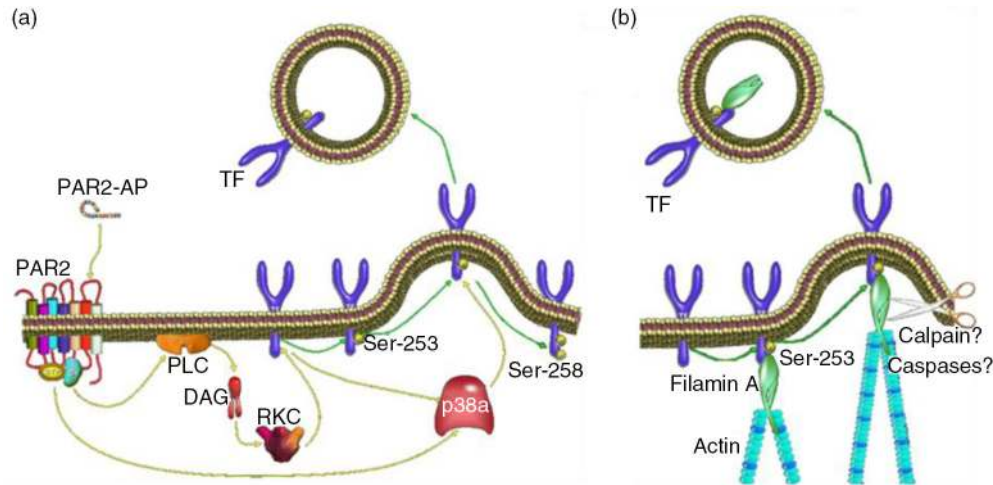 (a)
TF
PAR2-AP
PAR2
PLC
DAG
RKC
Ser-253
p38a
Ser-258
(b)
TF
Ser-253
Calpain?
Caspases?
Filamin A
Actin